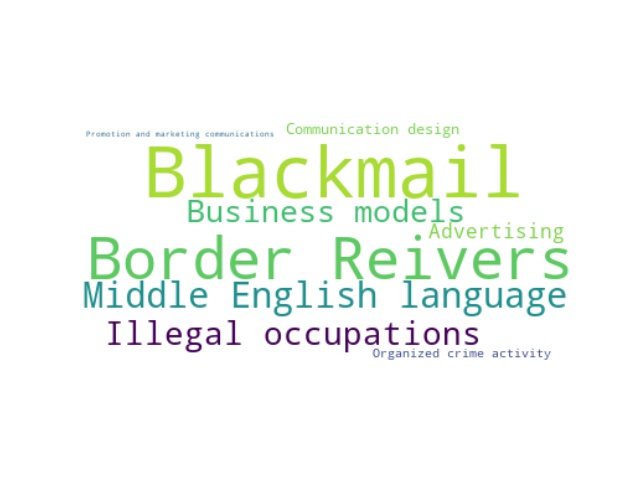 Promotion and marketing communications
Communication design
Blackmail
Business models
Advertising
Border Reivers
Middle English language
Illegal occupations
Organized crime activity